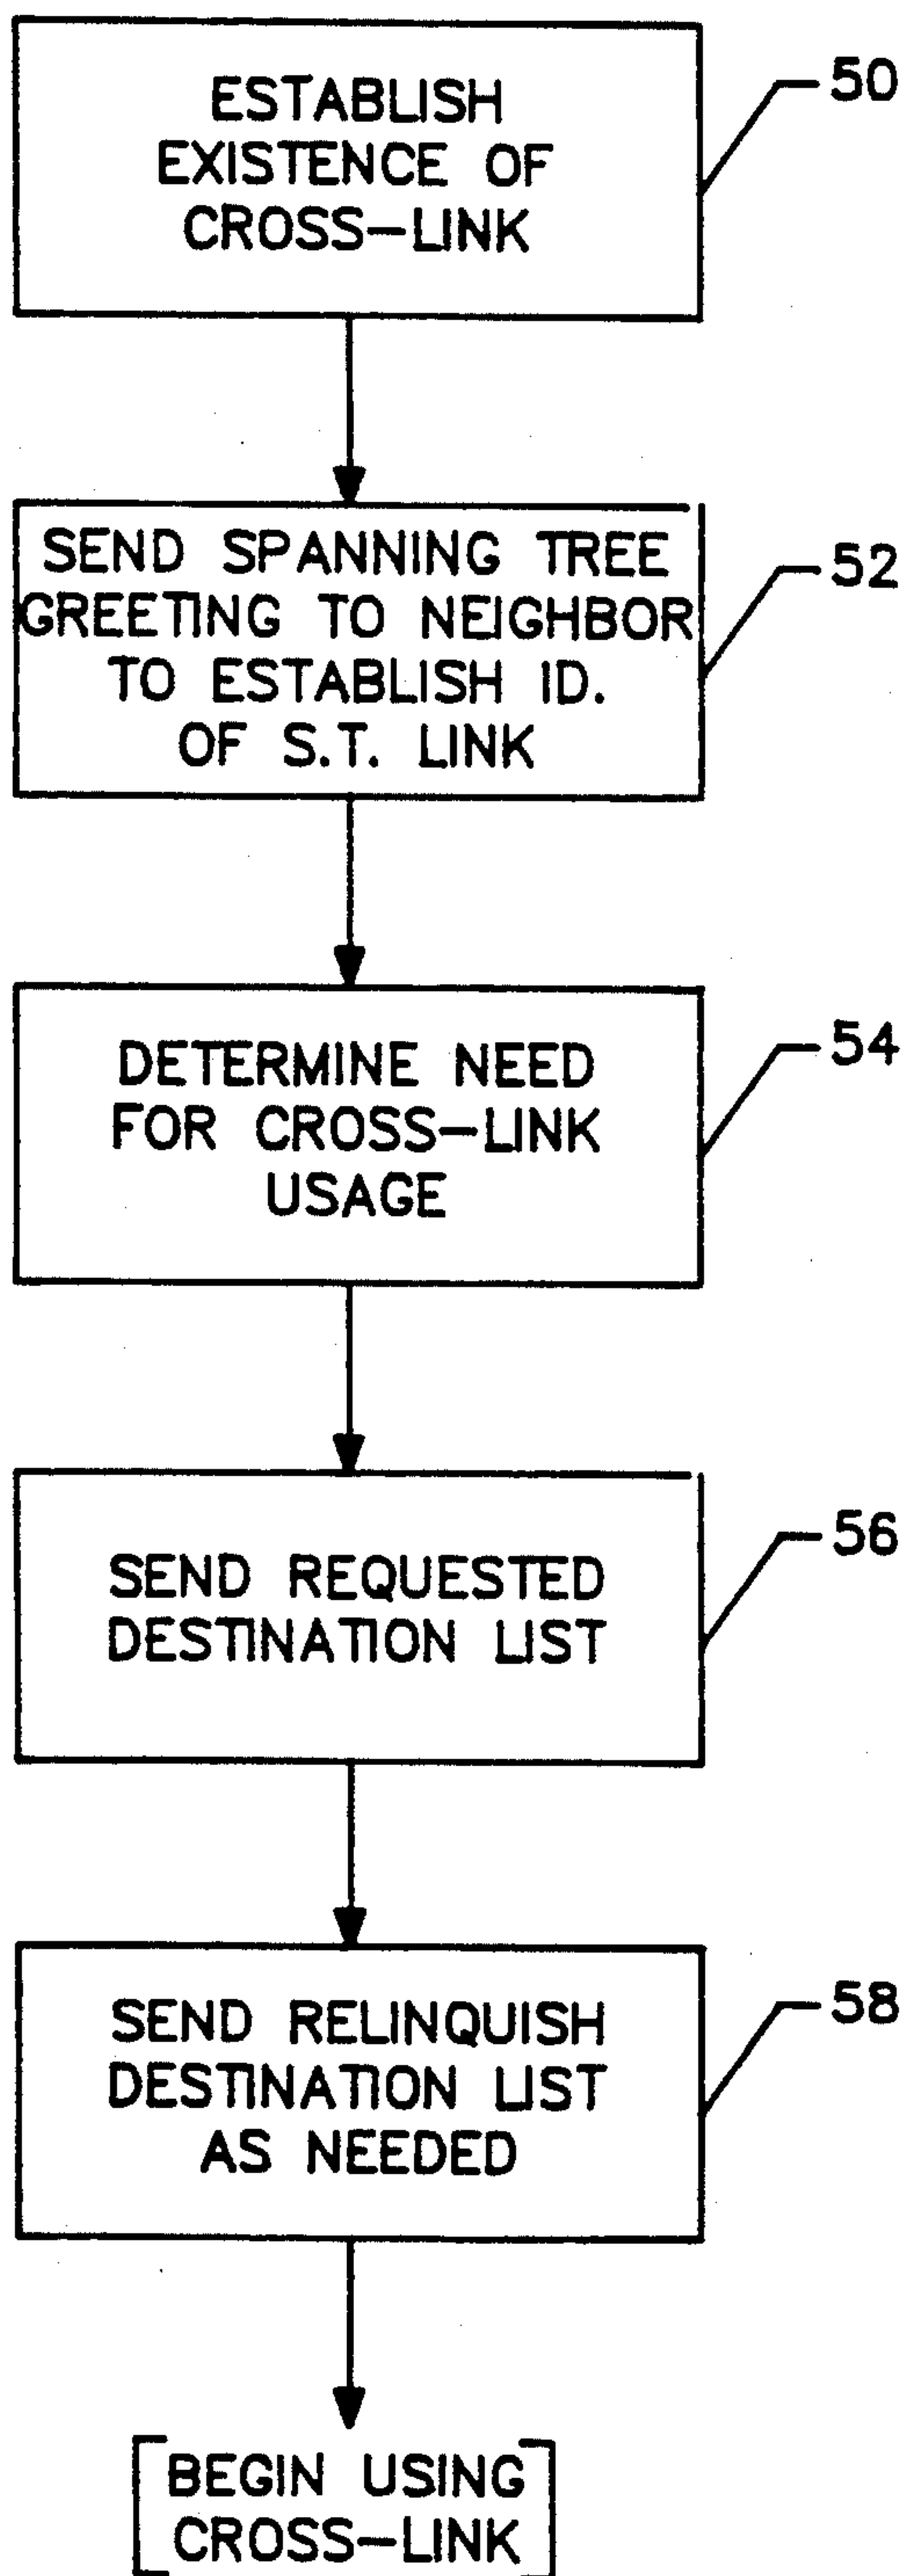 ESTABLISH
EXISTENCE OF
CROSS-LINK
50
SEND SPANNING TREE
GREETING TO NEIGHBOR
TO ESTABLISH ID.
OF S.T. LINK
52
DETERMINE NEED
FOR CROSS-LINK
USAGE
54
SEND REQUESTED
DESTINATION LIST
56
SEND RELINQUISH
DESTINATION LIST
AS NEEDED
58
BEGIN USING
CROSS-LINK